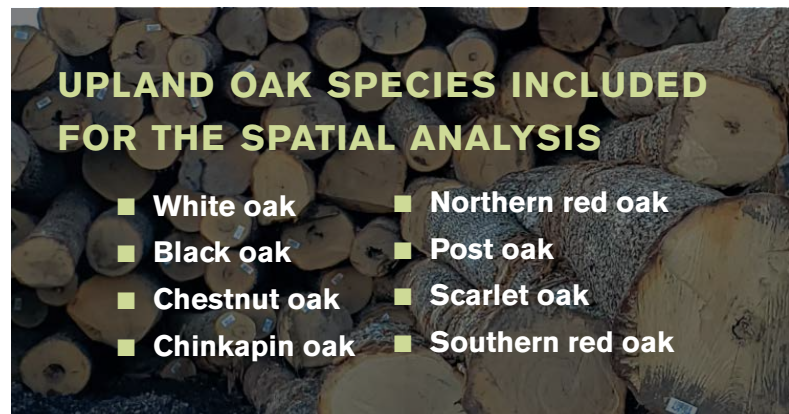 UPLAND OAK SPECIES INCLUDED
FOR THE SPATIAL ANALYSIS
White oak
Black oak
Chestnut oak
Chinkapin oak
Northern red oak
Post oak
Scarlet oak
Southern red oak